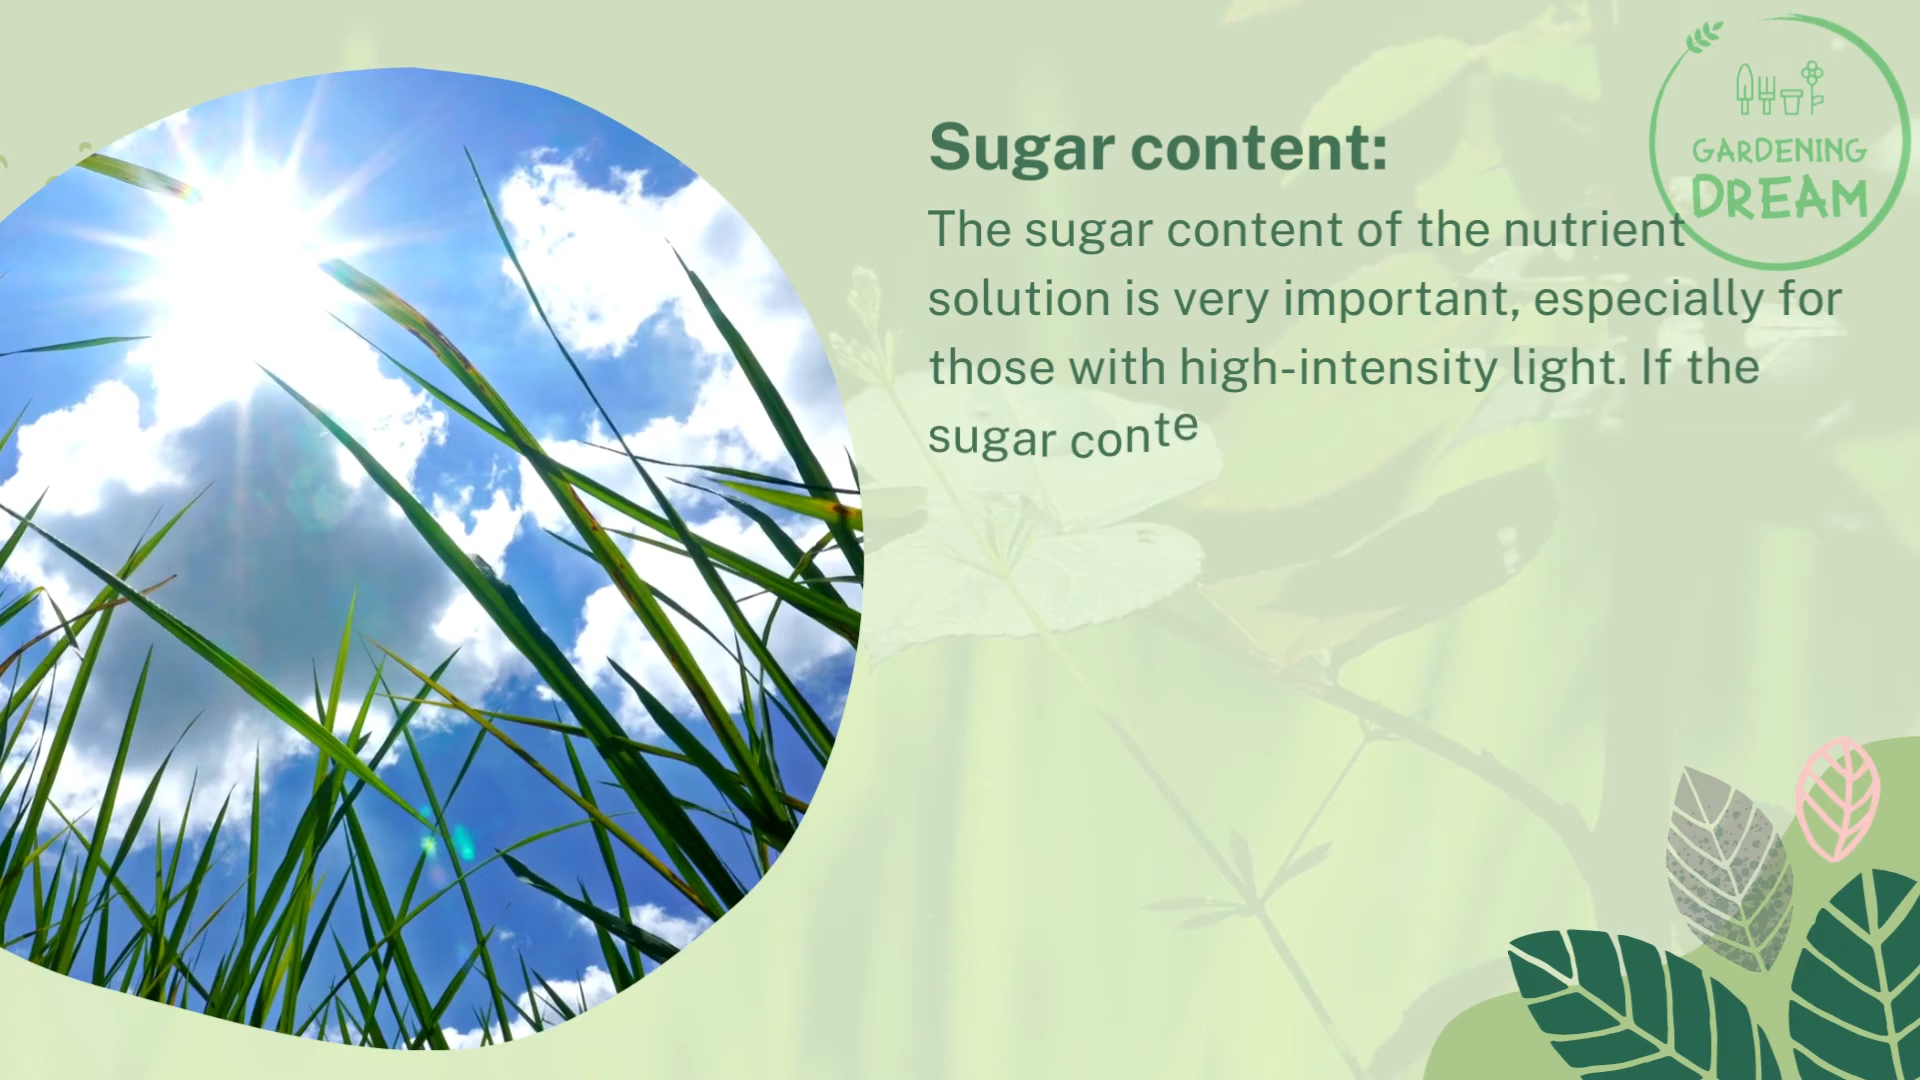 GARDENING
DREAM
Sugar content:
The sugar content of the nutrient
solution is very important, especially for
those with high-intensity light. If the
sugar conte